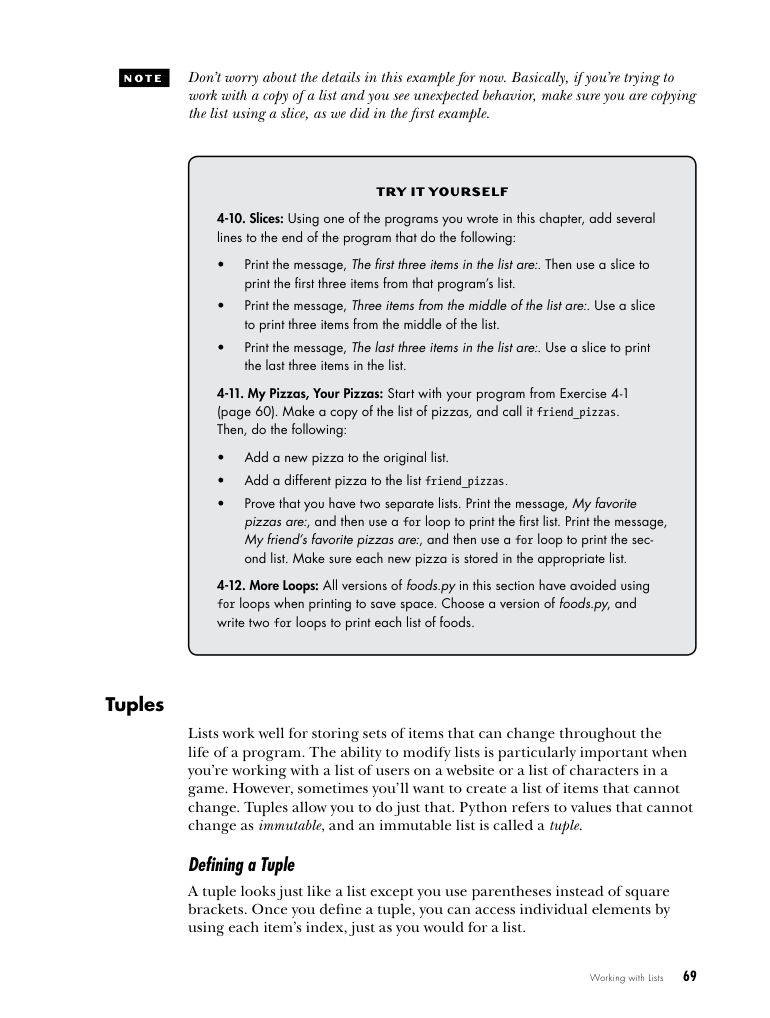 NOTE Don't worry about the details in this example for now. Basically, if you're trying to
work with a copy of a list and you see unexpected behavior, make sure you are copying
the list using a slice, as we did in the first example.
TRY IT YOURSELF
4-10. Slices: Using one of the programs you wrote in this chapter, add several
lines to the end of the program that do the following:
• Print the message, The first three items in the list are:. Then use a slice to
print the first three items from that program's list.
• Print the message, Three items from the middle of the list are:. Use a slice
to print three items from the middle of the list.
• Print the message, The last three items in the list are:. Use a slice to print
the last three items in the list.
4-11. My Pizzas, Your Pizzas: Start with your program from Exercise 4-1
(page 60). Make a copy of the list of pizzas, and call it friend_pizzas.
Then, do the following:
• Add a new pizza to the original list.
• Add a different pizza to the list friend_pizzas.
• Prove that you have two separate lists. Print the message, My favorite
pizzas are:, and then use a for loop to print the first list. Print the message,
My friend's favorite pizzas are:, and then use a for loop to print the sec-
ond list. Make sure each new pizza is stored in the appropriate list.
4-12. More Loops: All versions of foods.py in this section have avoided using
for loops when printing to save space. Choose a version of foods.py, and
write two for loops to print each list of foods.
Tuples
Lists work well for storing sets of items that can change throughout the
life of a program. The ability to modify lists is particularly important when
you're working with a list of users on a website or a list of characters in a
game. However, sometimes you'll want to create a list of items that cannot
change. Tuples allow you to do just that. Python refers to values that cannot
change as immutable, and an immutable list is called a tuple.
Defining a Tuple
A tuple looks just like a list except you use parentheses instead of square
brackets. Once you define a tuple, you can access individual elements by
using each item's index, just as you would for a list.
Working with Lists 69